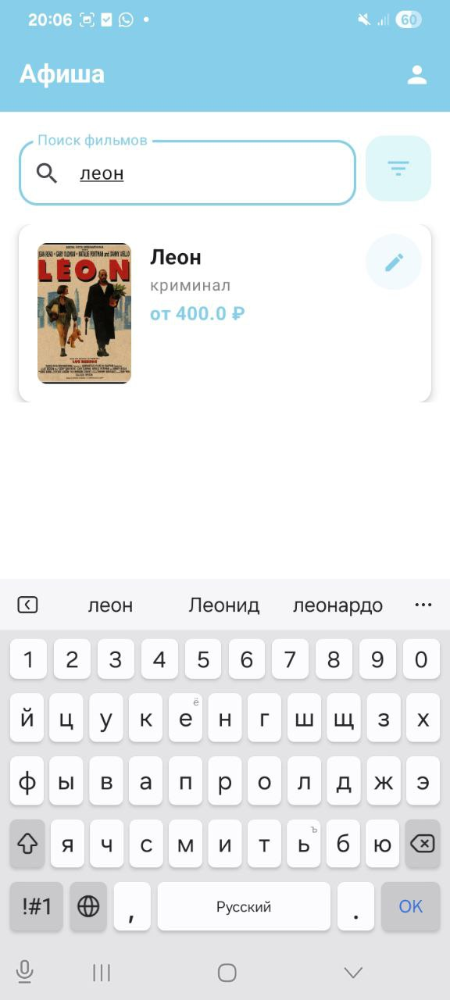 20:06
60
Афиша
Поиск фильмов
леон
JEAN RENO • GARY OLDMAN • NATALIE PORTMAN and DANNY AIELLO
LEON
Леон
криминал
от 400.0 ₽
LUC BESSON
леон Леонид леонардо ...
1 2 3 4 5 6 7 8 9 0
й ц у к е ё н г ш щ з х
ф ы в а п р о л д ж э
я ч с м и т ь ъ б ю
!#1 , Русский . OK